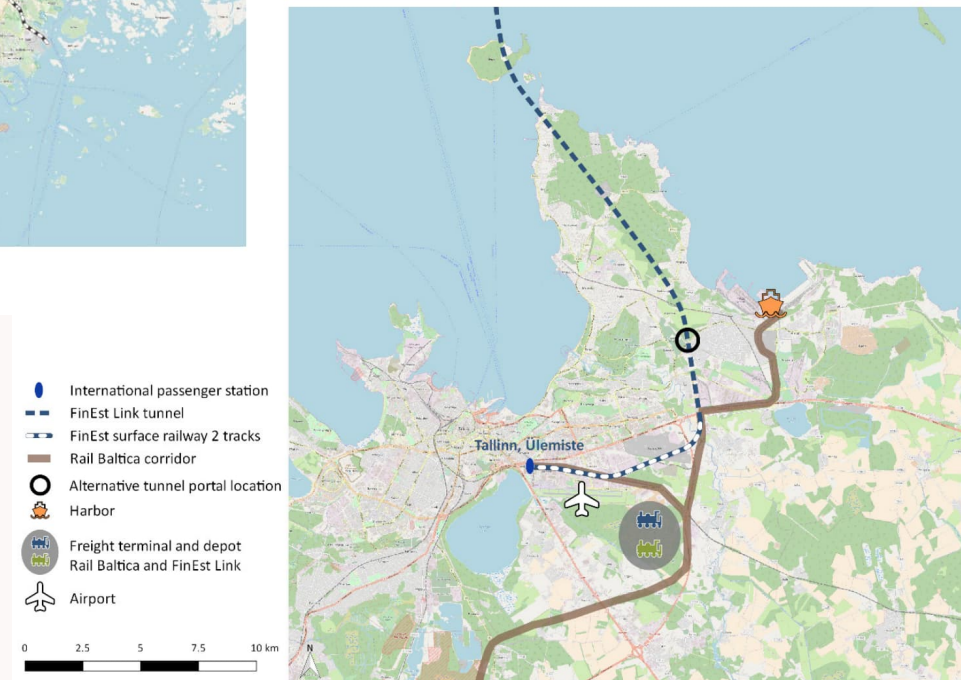 International passenger station
FinEst Link tunnel
FinEst surface railway 2 tracks
Rail Baltica corridor
Alternative tunnel portal location
Harbor
Freight terminal and depot
Rail Baltica and FinEst Link
Airport
0 2.5 5 7.5 10 km
Tallinn, Ülemiste
N